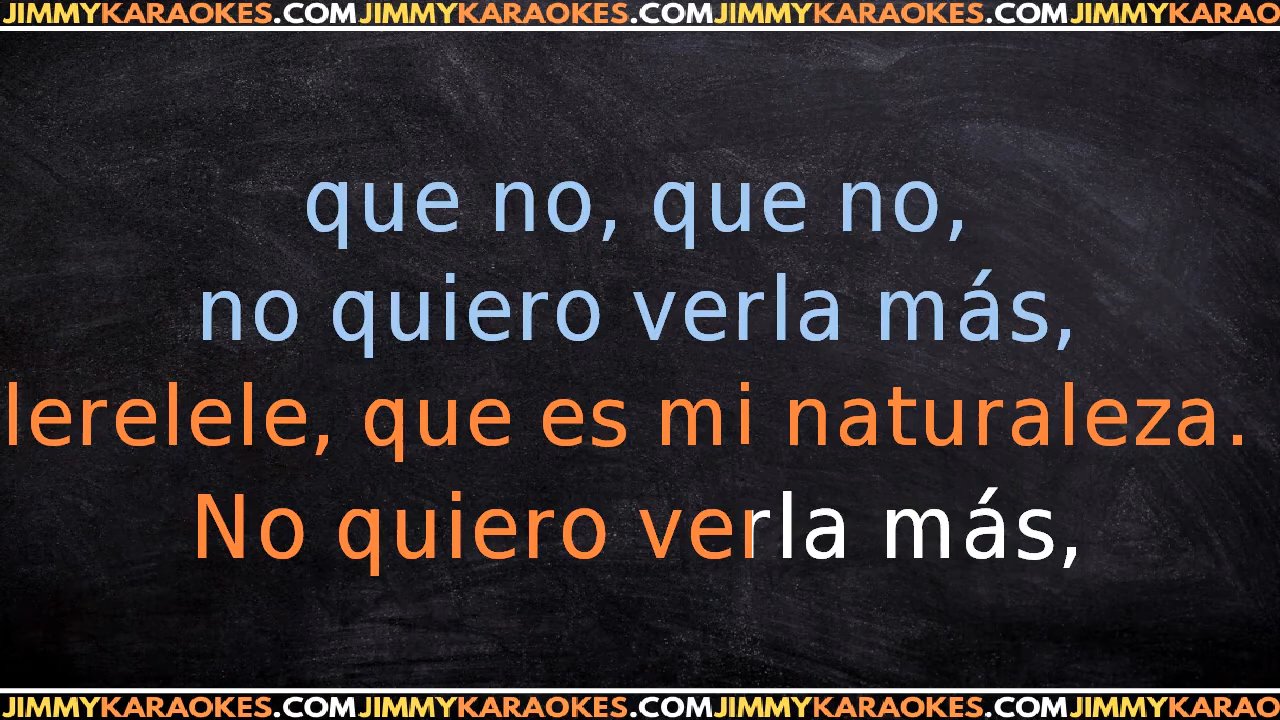 JIMMYKARAOKES.COMJIMMYKARAOKES.COMJIMMYKARAOKES.COMJIMMYKARAO
que no, que no,
no quiero verla más,
lerelele, que es mi naturaleza.
No quiero verla más,
JIMMYKARAOKES.COMJIMMYKARAOKES.COMJIMMYKARAOKES.COMJIMMYKARAO